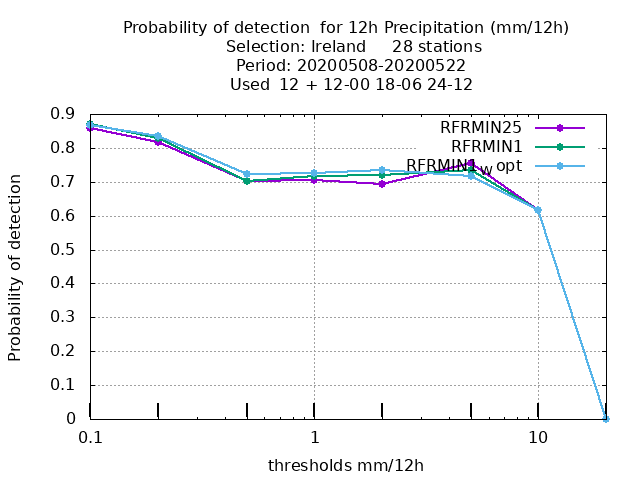 Probability of detection  for 12h Precipitation (mm/12h)
Selection: Ireland     28 stations
Period: 20200508-20200522
Used  12 + 12-00 18-06 24-12
0.9
0.8
0.7
0.6
0.5
0.4
0.3
0.2
0.1
0
Probability of detection
RFRMIN25
RFRMIN1
RFRMIN1_w opt
0.1
1
10
thresholds mm/12h